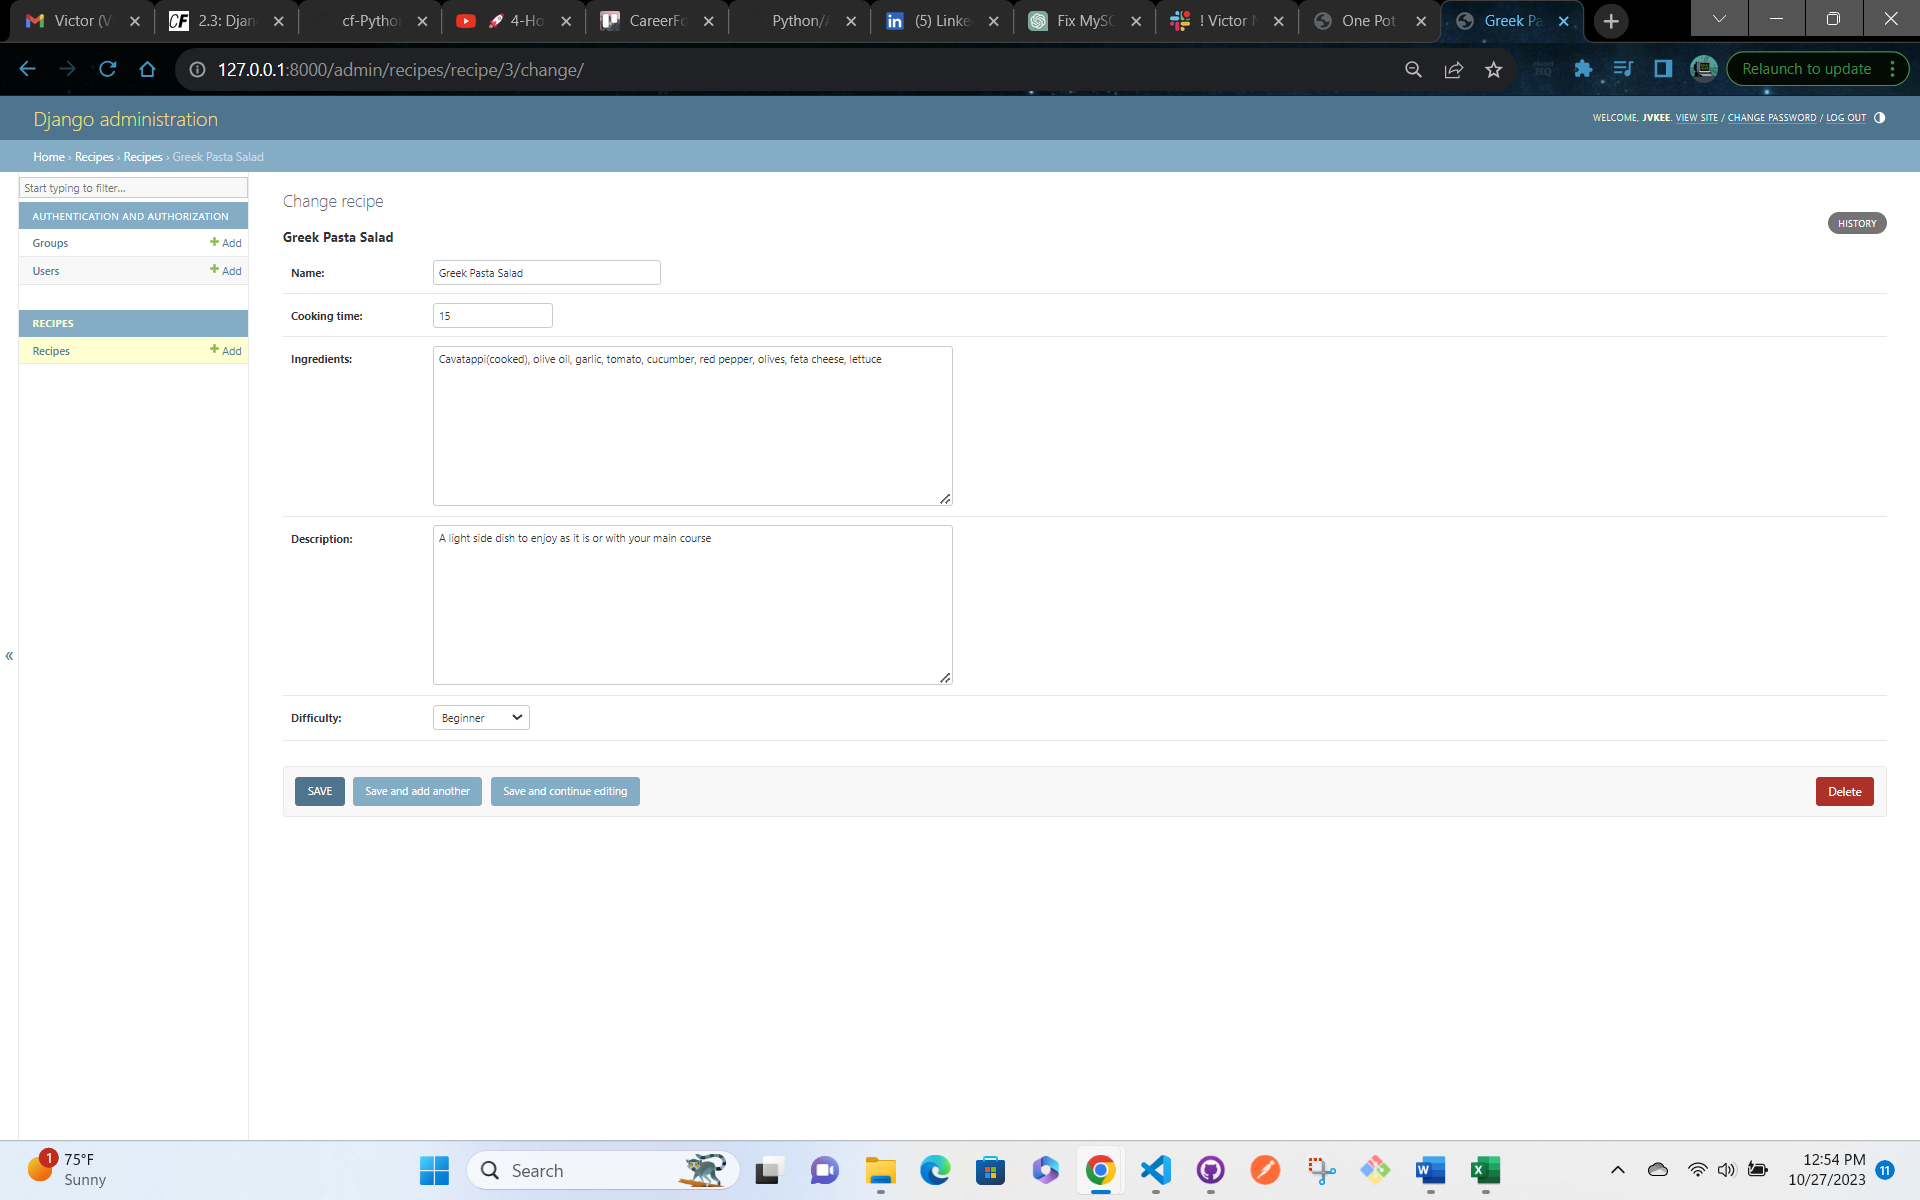 Victor (V
2.3: Djan
cf-Python
4-Ho
CareerFo
Python/A
(5) Linke
Fix MySQ
! Victor
One Pot
Greek Pa
127.0.0.1:8000/admin/recipes/recipe/3/change/
Relaunch to update
Django administration
WELCOME, JVKEE. VIEW SITE / CHANGE PASSWORD / LOG OUT
Home › Recipes › Recipes › Greek Pasta Salad
Start typing to filter...
AUTHENTICATION AND AUTHORIZATION
Groups + Add
Users + Add
RECIPES
Recipes + Add
«
Change recipe
HISTORY
Greek Pasta Salad
Name: Greek Pasta Salad
Cooking time: 15
Ingredients: Cavatappi(cooked), olive oil, garlic, tomato, cucumber, red pepper, olives, feta cheese, lettuce
Description: A light side dish to enjoy as it is or with your main course
Difficulty: Beginner
SAVE Save and add another Save and continue editing Delete
1
75°F
Sunny
Search
12:54 PM
10/27/2023
11